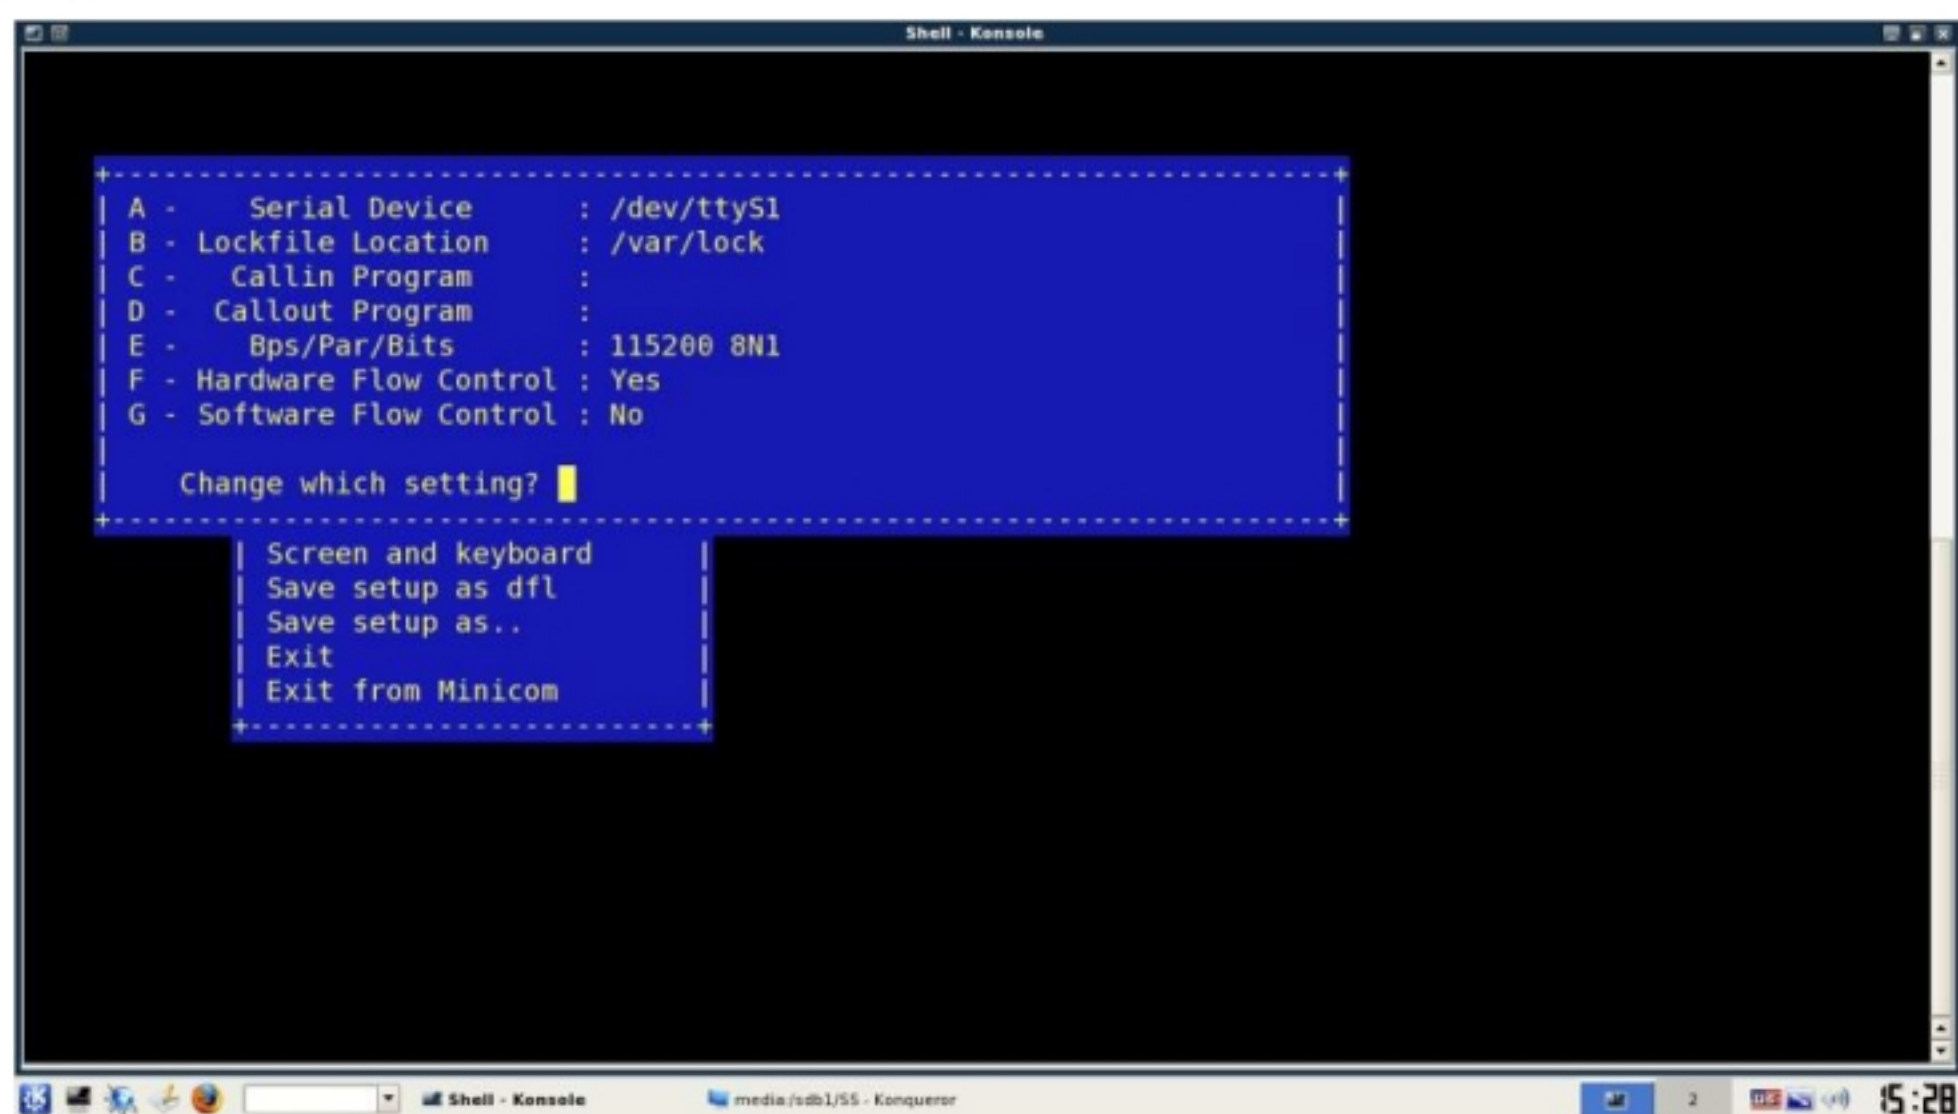 Shell - Konsole
A - Serial Device : /dev/ttyS1
B - Lockfile Location : /var/lock
C - Callin Program :
D - Callout Program :
E - Bps/Par/Bits : 115200 8N1
F - Hardware Flow Control : Yes
G - Software Flow Control : No
Change which setting?
Screen and keyboard
Save setup as dfl
Save setup as..
Exit
Exit from Minicom
Shell - Konsole
media:/sdb1/SS - Konqueror
2
US
15:28